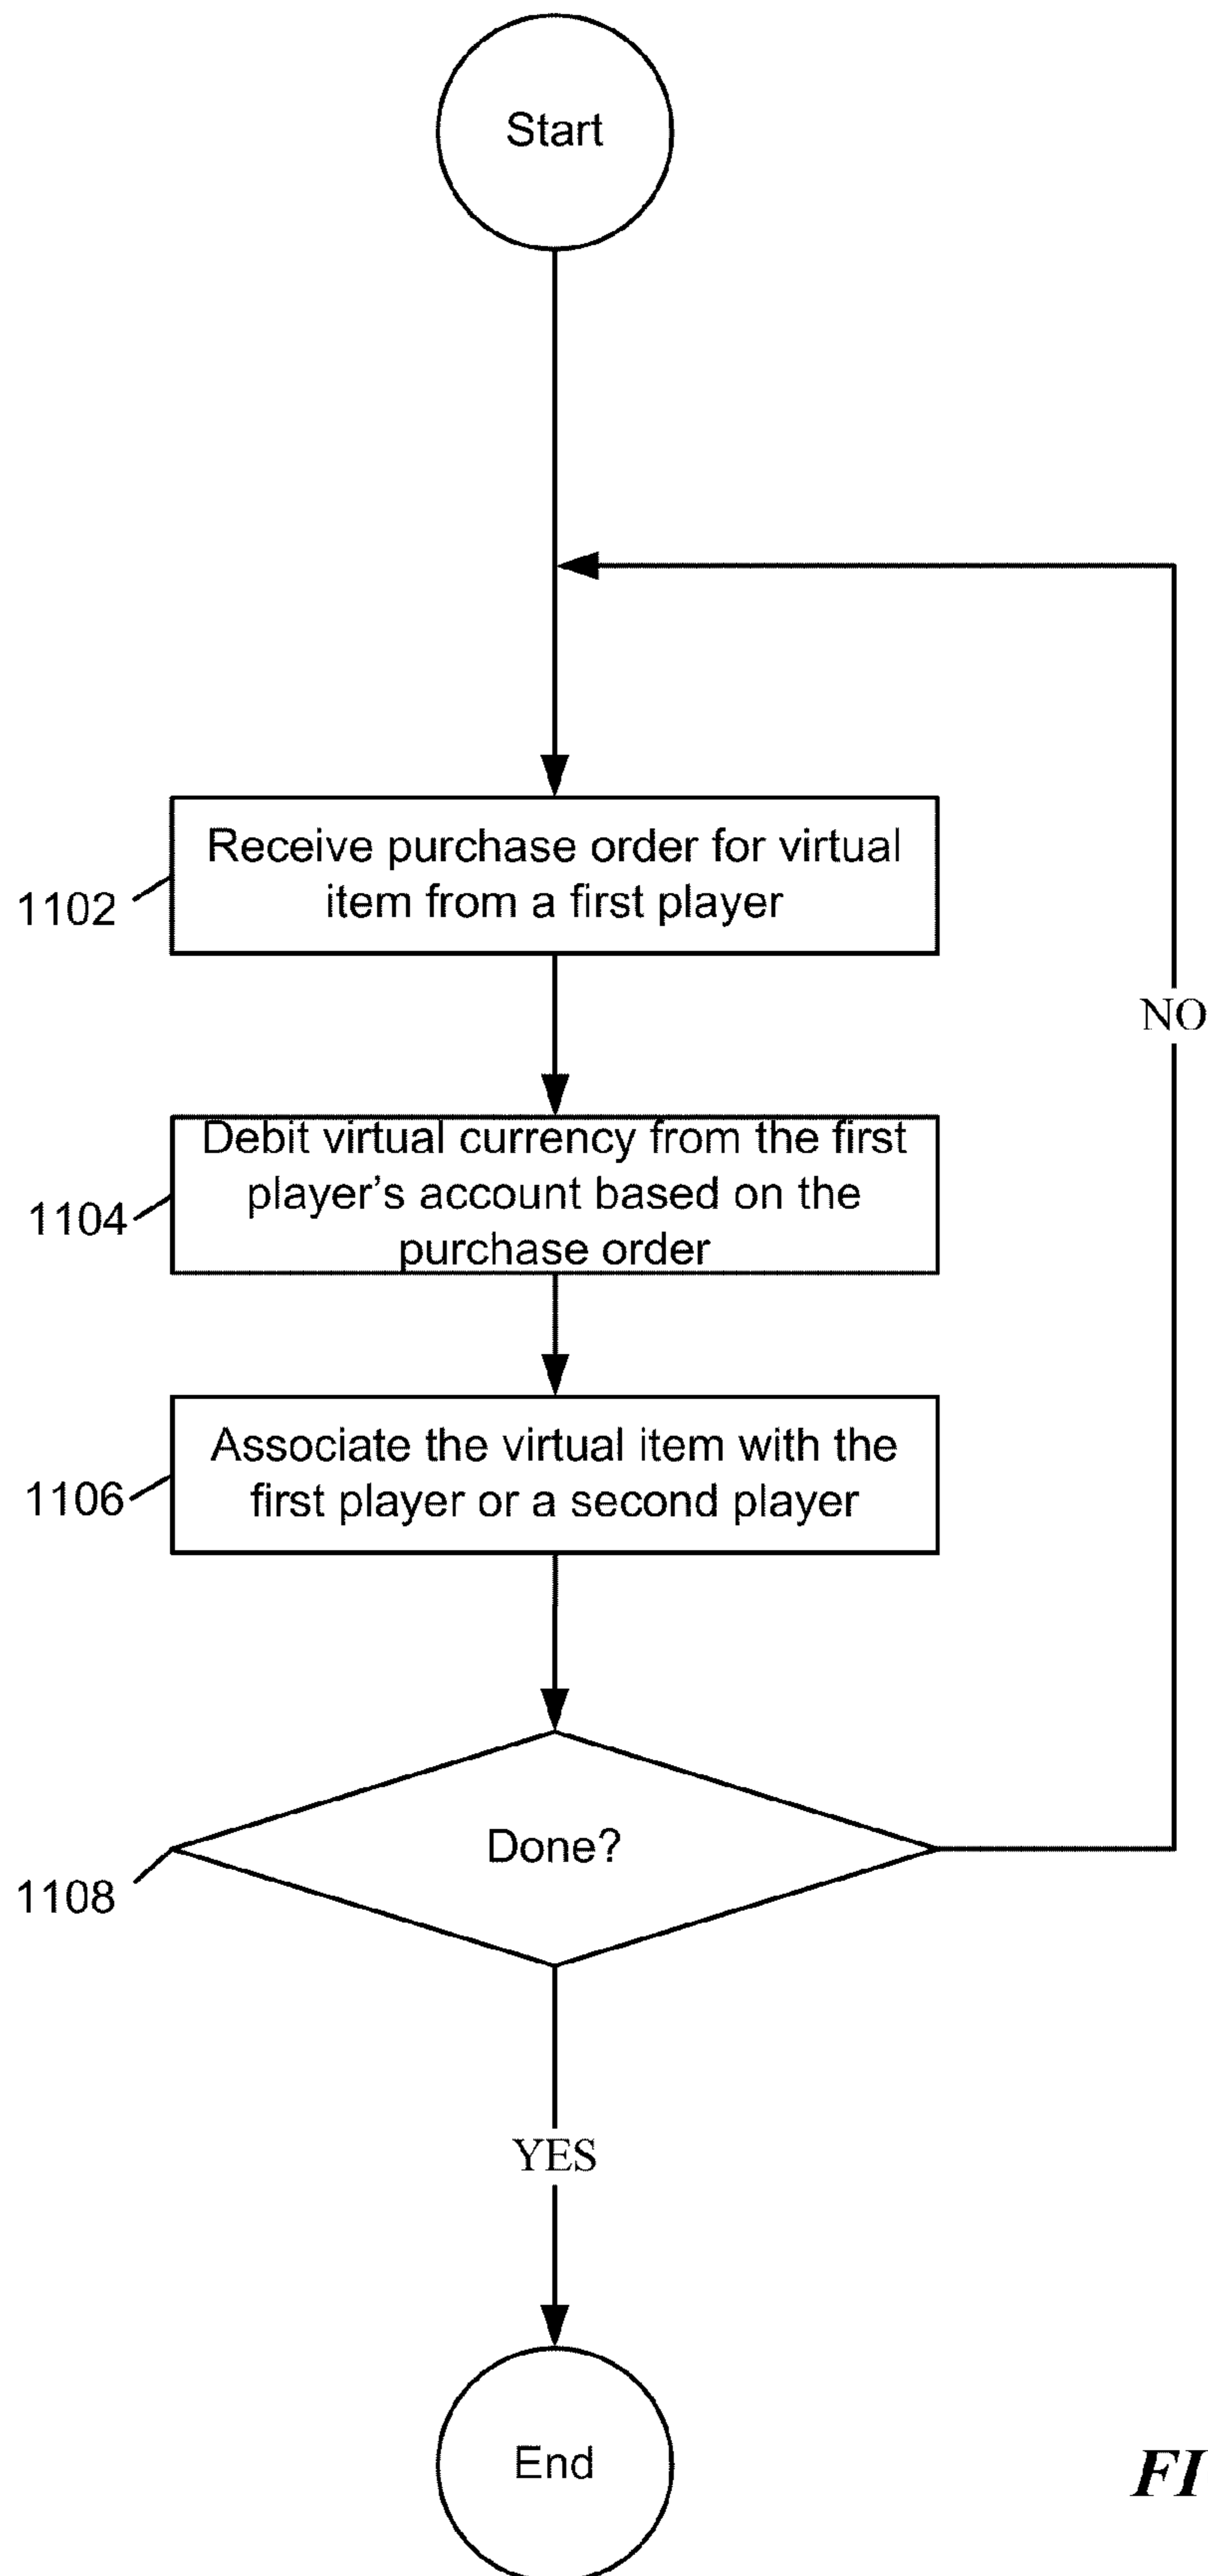 Start
Receive purchase order for virtual
item from a first player
1102
NO
Debit virtual currency from the first
player's account based on the
purchase order
1104
Associate the virtual item with the
first player or a second player
1106
Done?
1108
YES
End
FI